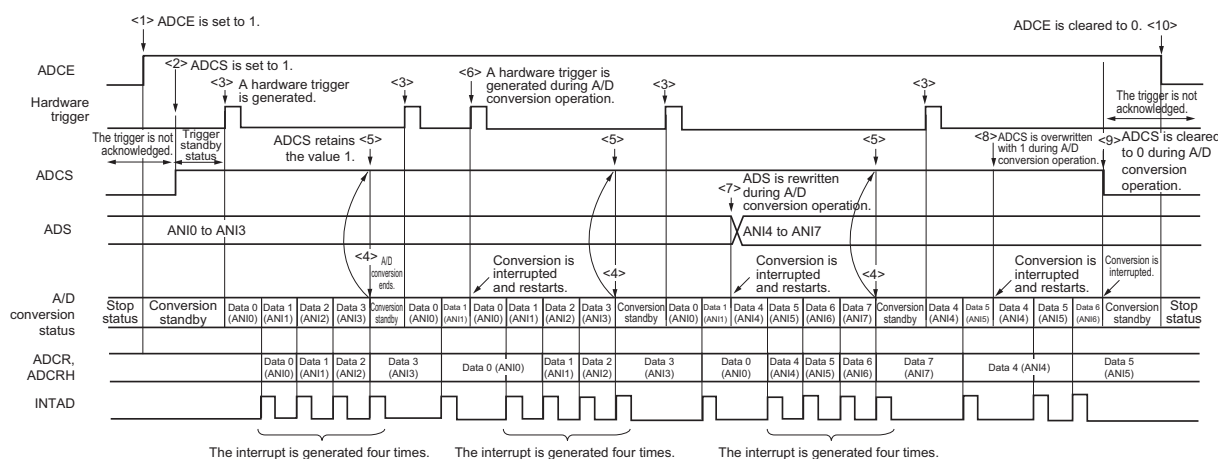 <1> ADCE is set to 1.
ADCE is cleared to 0. <10>
ADCE
<2> ADCS is set to 1.
<3> A hardware trigger
is generated.
<3>
<6> A hardware trigger is
generated during A/D
conversion operation.
<3>
<3>
The trigger is not
acknowledged.
Hardware
trigger
The trigger is not
acknowledged.
Trigger
standby
status
ADCS retains
the value 1.
<5>
<5>
<5>
<8> ADCS is overwritten
with 1 during A/D
conversion operation.
<9> ADCS is cleared
to 0 during A/D
conversion
operation.
ADCS
<7> ADS is rewritten
during A/D
conversion operation.
ADS
ANI0 to ANI3
ANI4 to ANI7
<4> A/D
conversion
ends.
Conversion is
interrupted
and restarts.
<4>
Conversion is
interrupted
and restarts.
<4>
Conversion is
interrupted
and restarts.
Conversion is
interrupted.
A/D
conversion
status
Stop
status
Conversion
standby
Data 0
(ANI0)
Data 1
(ANI1)
Data 2
(ANI2)
Data 3
(ANI3)
Conversion
standby
Data 0
(ANI0)
Data 1
(ANI1)
Data 0
(ANI0)
Data 1
(ANI1)
Data 2
(ANI2)
Data 3
(ANI3)
Conversion
standby
Data 0
(ANI0)
Data 1
(ANI1)
Data 4
(ANI4)
Data 5
(ANI5)
Data 6
(ANI6)
Data 7
(ANI7)
Conversion
standby
Data 4
(ANI4)
Data 5
(ANI5)
Data 4
(ANI4)
Data 5
(ANI5)
Data 6
(ANI6)
Conversion
standby
Stop
status
ADCR,
ADCRH
Data 0
(ANI0)
Data 1
(ANI1)
Data 2
(ANI2)
Data 3
(ANI3)
Data 0 (ANI0)
Data 1
(ANI1)
Data 2
(ANI2)
Data 3
(ANI3)
Data 0
(ANI0)
Data 4
(ANI4)
Data 5
(ANI5)
Data 6
(ANI6)
Data 7
(ANI7)
Data 4 (ANI4)
Data 5
(ANI5)
INTAD
The interrupt is generated four times.
The interrupt is generated four times.
The interrupt is generated four times.